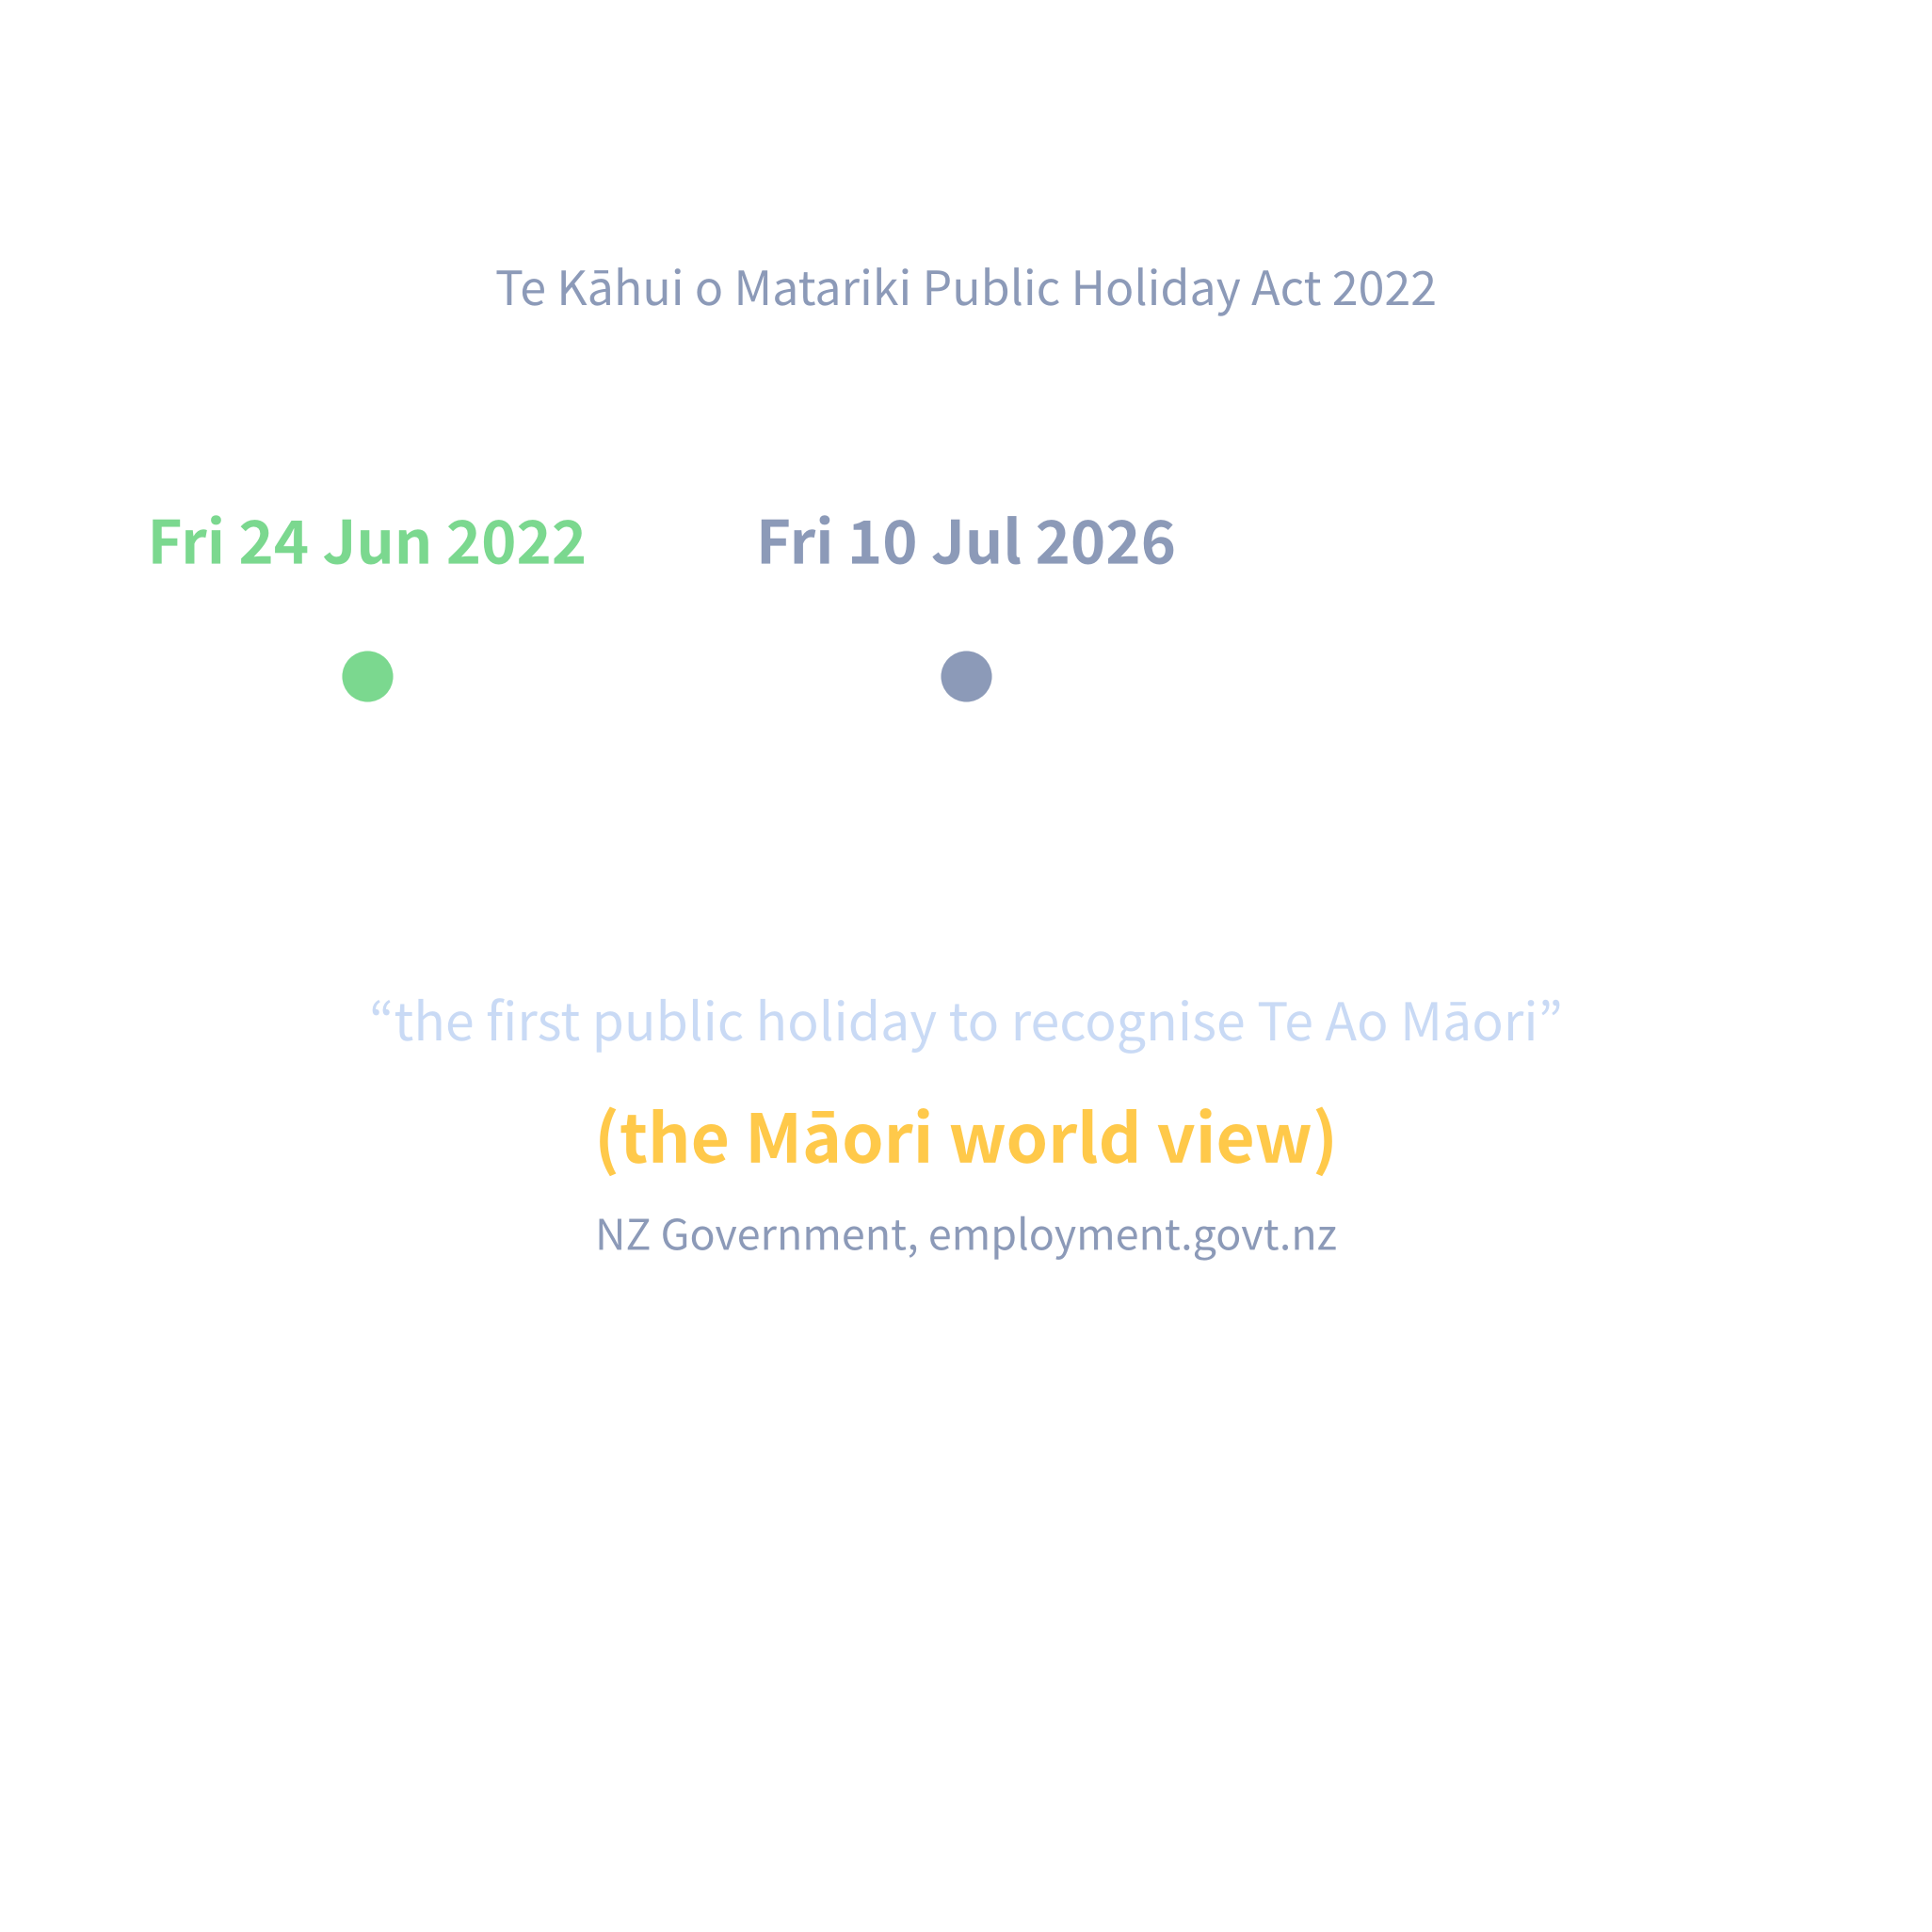 Te Kāhui o Matariki Public Holiday Act 2022
Fri 24 Jun 2022
Fri 10 Jul 2026
“the first public holiday to recognise Te Ao Māori”
(the Māori world view)
NZ Government, employment.govt.nz